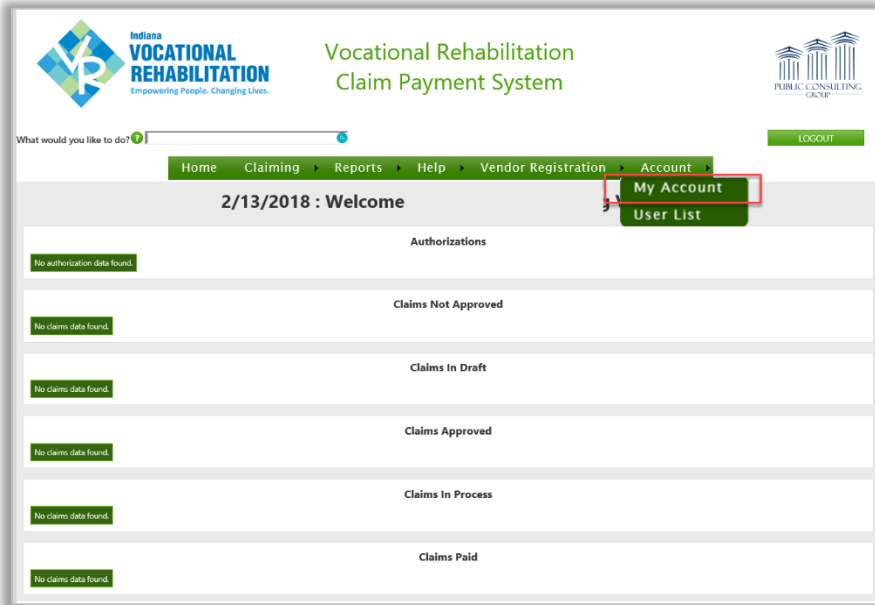 Indiana
VOCATIONAL
REHABILITATION
Empowering People. Changing Lives.
VR
Vocational Rehabilitation
Claim Payment System
PUBLIC CONSULTING
GROUP
What would you like to do? ?
LOGOUT
Home Claiming Reports Help Vendor Registration Account
My Account
User List
2/13/2018 : Welcome
Authorizations
No authorization data found.
Claims Not Approved
No claims data found.
Claims In Draft
No claims data found.
Claims Approved
No claims data found.
Claims In Process
No claims data found.
Claims Paid
No claims data found.